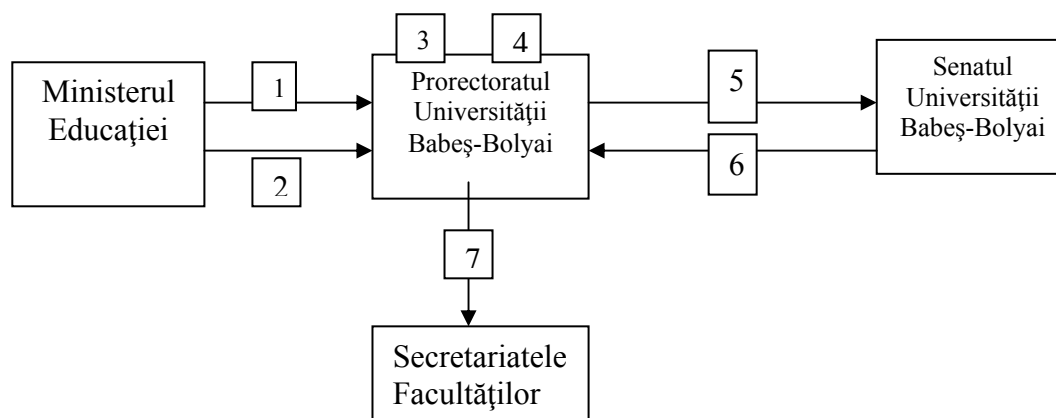 3
4
Ministerul
Educaţiei
1
2
Prorectoratul
Universităţii
Babeş-Bolyai
5
6
Senatul
Universităţii
Babeş-Bolyai
7
Secretariatele
Facultăţilor